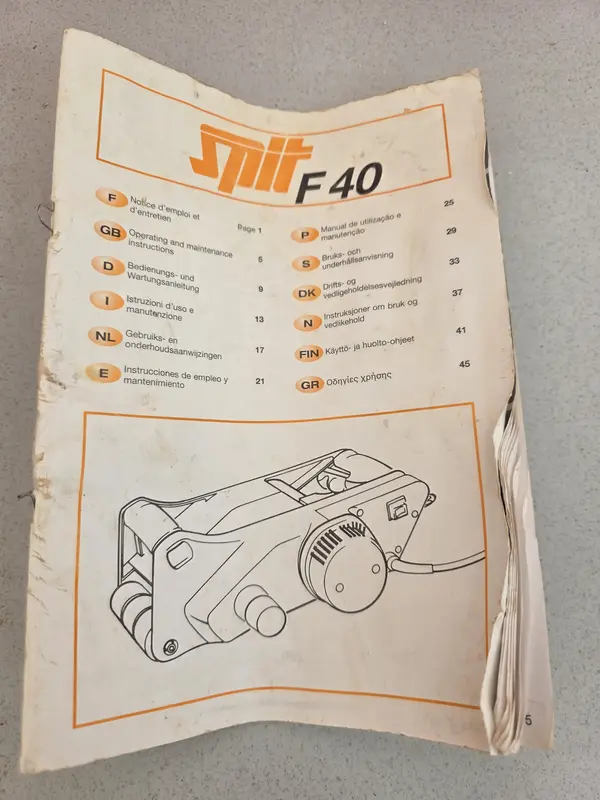 Spit F 40
F Notice d'emploi et
d'entretien Page 1
GB Operating and maintenance
instructions 5
D Bedienungs- und
Wartungsanleitung 9
I Istruzioni d'uso e
manutenzione 13
NL Gebruiks- en
onderhoudsaanwijzingen 17
E Instrucciones de empleo y
mantenimiento 21
P Manual de utilização e
manutenção 25
S Bruks- och
underhållsanvisning 29
DK Drifts- og
vedligeholdelsesvejledning 33
N Instruksjoner om bruk og
vedlikehold 37
FIN Käyttö- ja huolto-ohjeet 41
GR Οδηγίες χρήσης 45
5